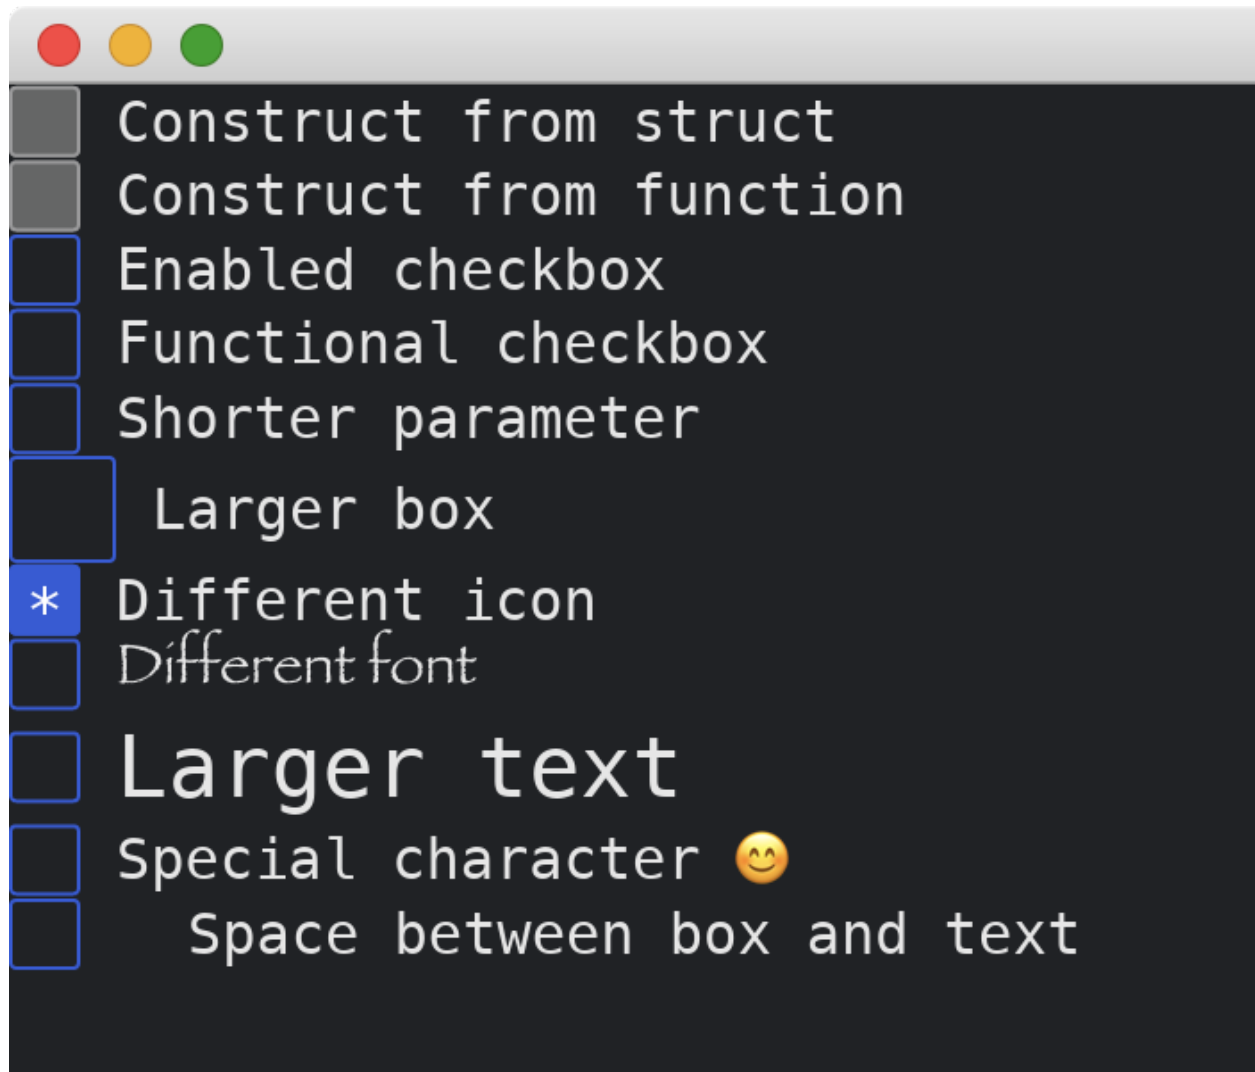 Construct from struct
Construct from function
Enabled checkbox
Functional checkbox
Shorter parameter
Larger box
* Different icon
Different font
Larger text
Special character 😊
Space between box and text